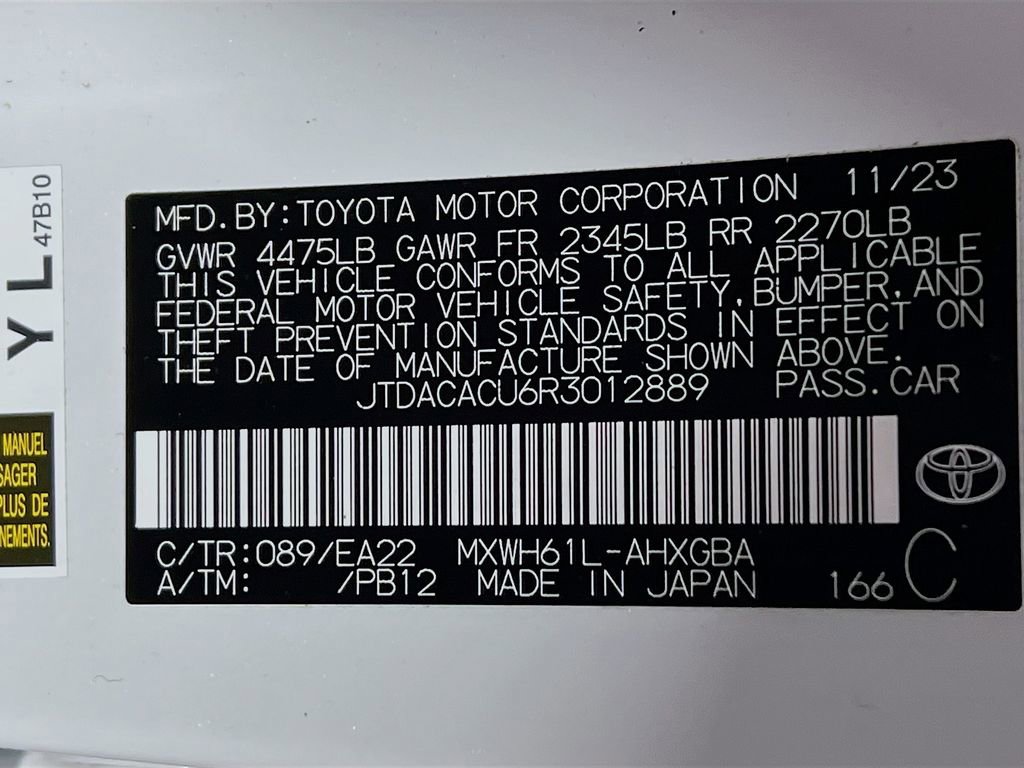 MFD. BY: TOYOTA MOTOR CORPORATION 11/23
GVWR 4475LB GAWR FR 2345LB RR 2270LB
THIS VEHICLE CONFORMS TO ALL APPLICABLE
FEDERAL MOTOR VEHICLE SAFETY, BUMPER, AND
THEFT PREVENTION STANDARDS IN EFFECT ON
THE DATE OF MANUFACTURE SHOWN ABOVE.
JTDACACU6R3012889 PASS. CAR
C/TR: 089/EA22 MXWH61L-AHXGBA
A/TM: /PB12 MADE IN JAPAN 166 C
YL 47B10
MANUEL
SAGER
PLUS DE
NEMENTS.